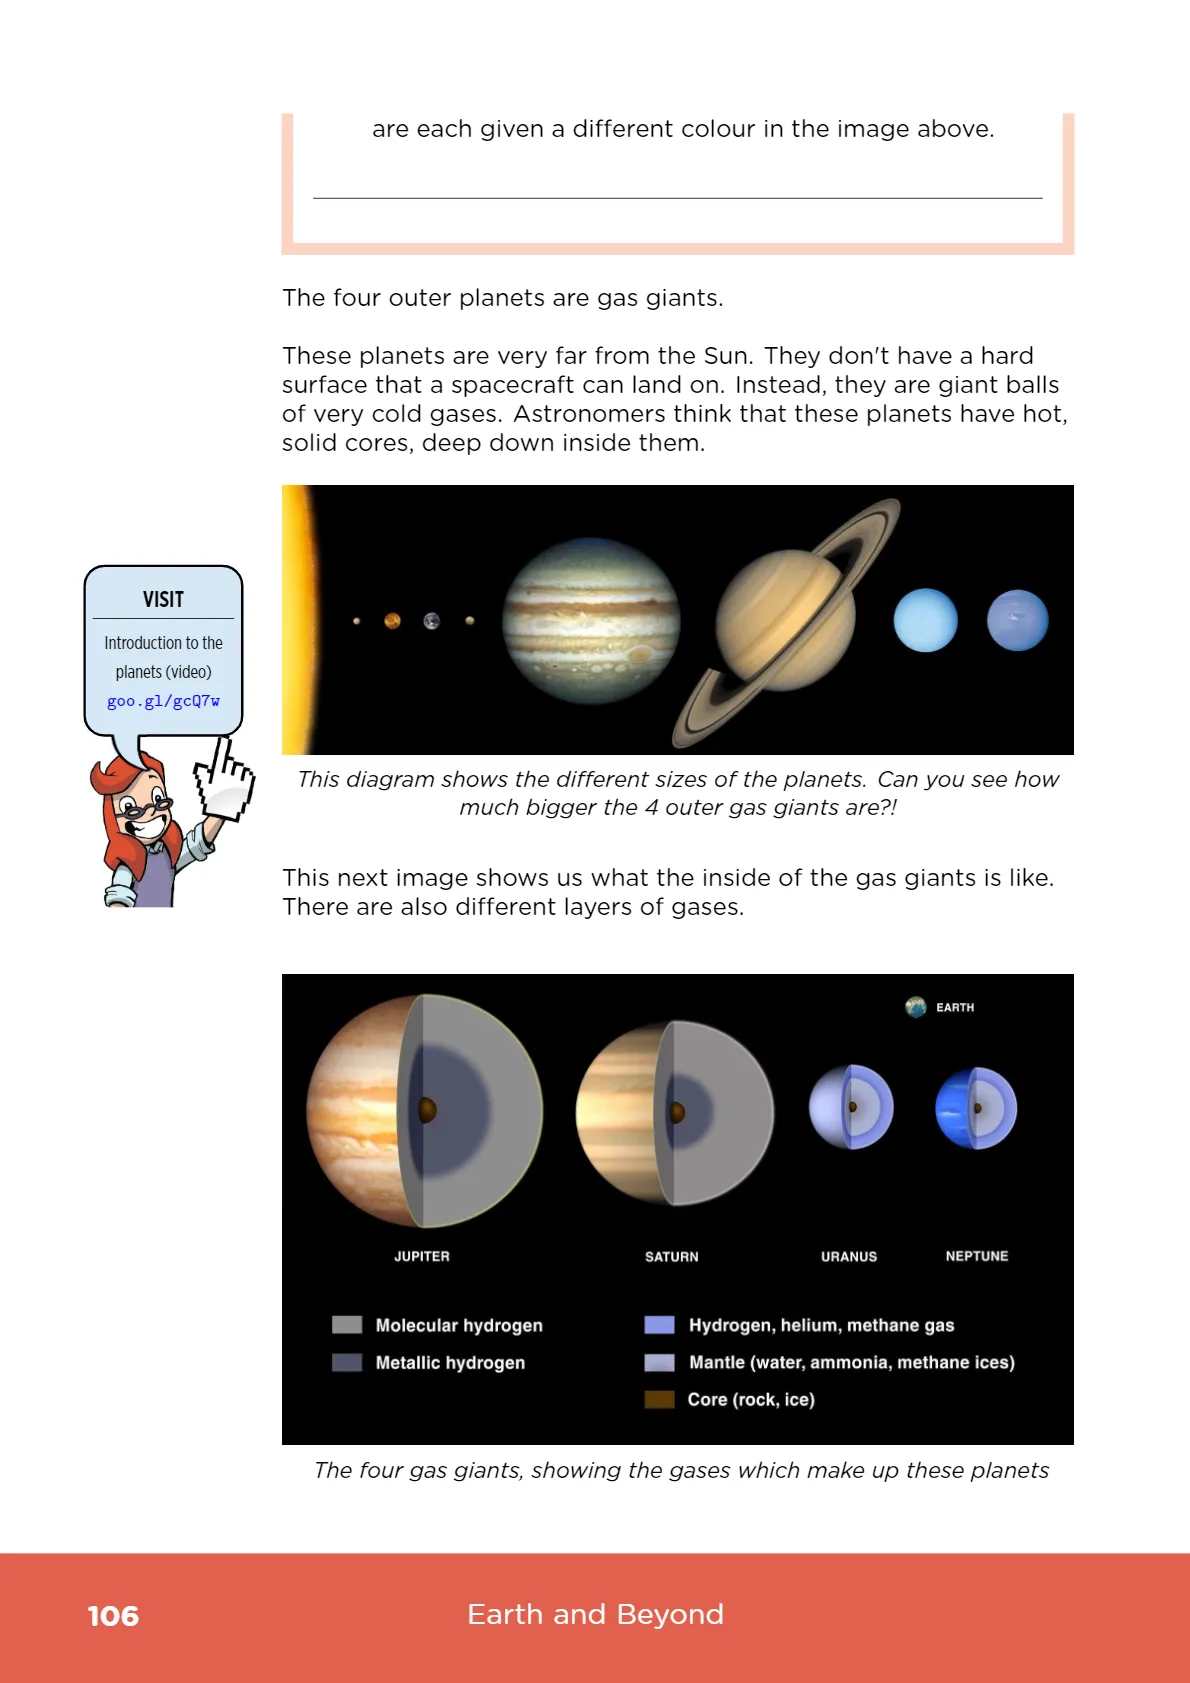 are each given a different colour in the image above.
The four outer planets are gas giants.
These planets are very far from the Sun. They don't have a hard
surface that a spacecraft can land on. Instead, they are giant balls
of very cold gases. Astronomers think that these planets have hot,
solid cores, deep down inside them.
VISIT
Introduction to the
planets (video)
goo.gl/gcQ7w
This diagram shows the different sizes of the planets. Can you see how
much bigger the 4 outer gas giants are?!
This next image shows us what the inside of the gas giants is like.
There are also different layers of gases.
EARTH
JUPITER
SATURN
URANUS
NEPTUNE
Molecular hydrogen
Metallic hydrogen
Hydrogen, helium, methane gas
Mantle (water, ammonia, methane ices)
Core (rock, ice)
The four gas giants, showing the gases which make up these planets
106
Earth and Beyond